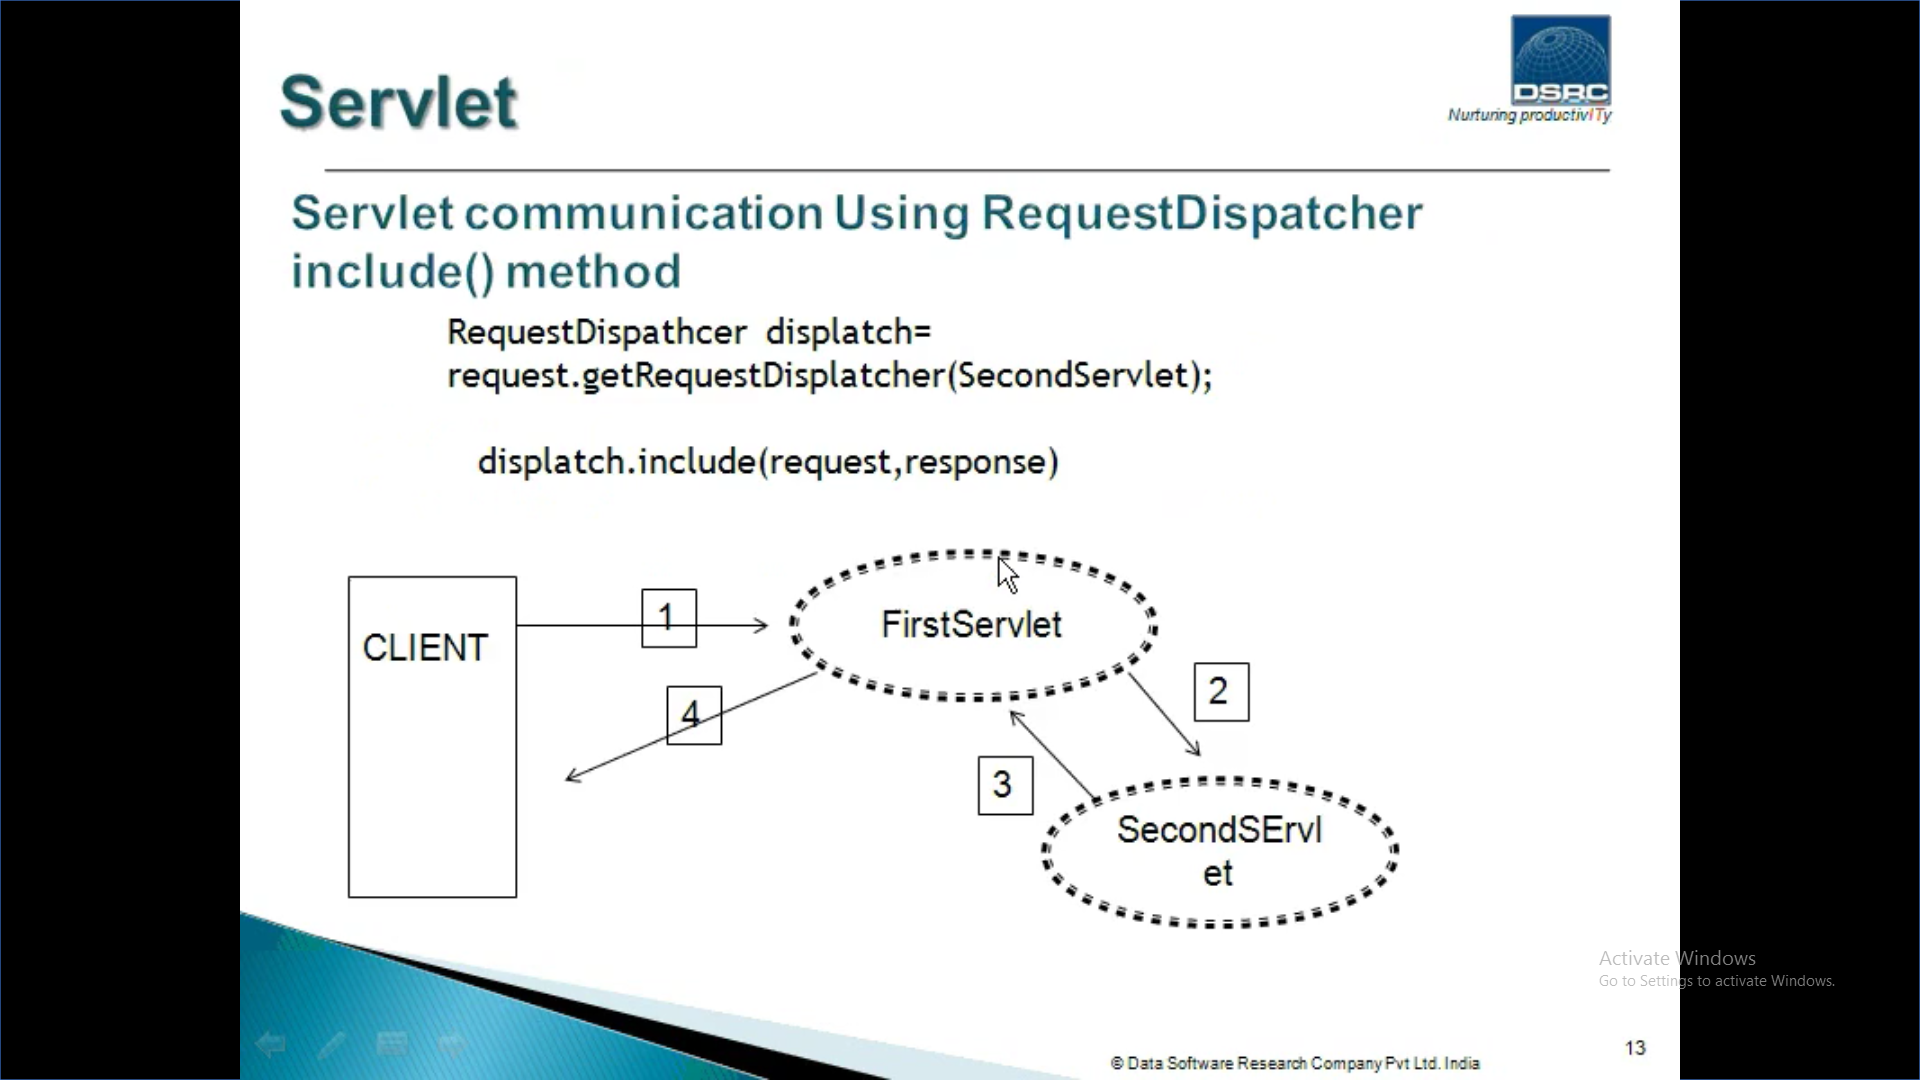 DSRC
Nurturing productivITy
Servlet
Servlet communication Using RequestDispatcher
include() method
RequestDispathcer displatch=
request.getRequestDisplatcher(SecondServlet);
displatch.include(request,response)
CLIENT
1
FirstServlet
2
4
3
SecondSErvl
et
Activate Windows
Go to Settings to activate Windows.
13
© Data Software Research Company Pvt Ltd. India